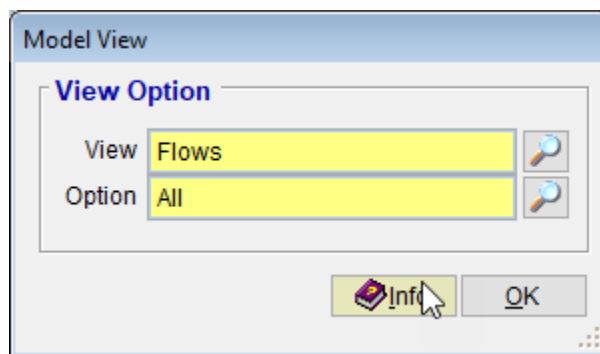 Model View
View Option
View Flows
Option All
Info OK